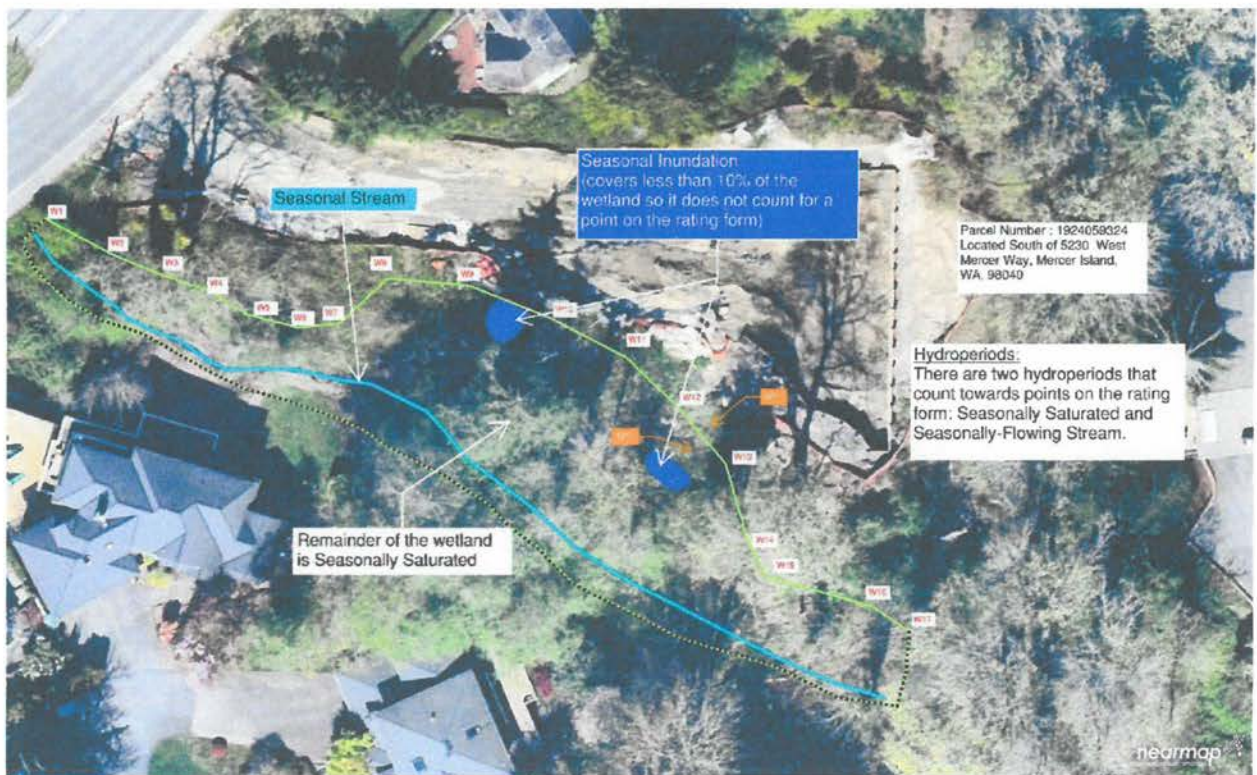 Seasonal Inundation
(covers less than 10% of the
wetland so it does not count for a
point on the rating form)
Seasonal Stream
W1
W2
W3
W4
W5
W6
W7
W8
W9
W10
W11
W12
W13
W14
W15
W16
W17
Parcel Number : 1924059324
Located South of 5230 West
Mercer Way, Mercer Island,
WA, 98040
Hydroperiods:
There are two hydroperiods that
count towards points on the rating
form: Seasonally Saturated and
Seasonally-Flowing Stream.
Remainder of the wetland
is Seasonally Saturated
nearmap